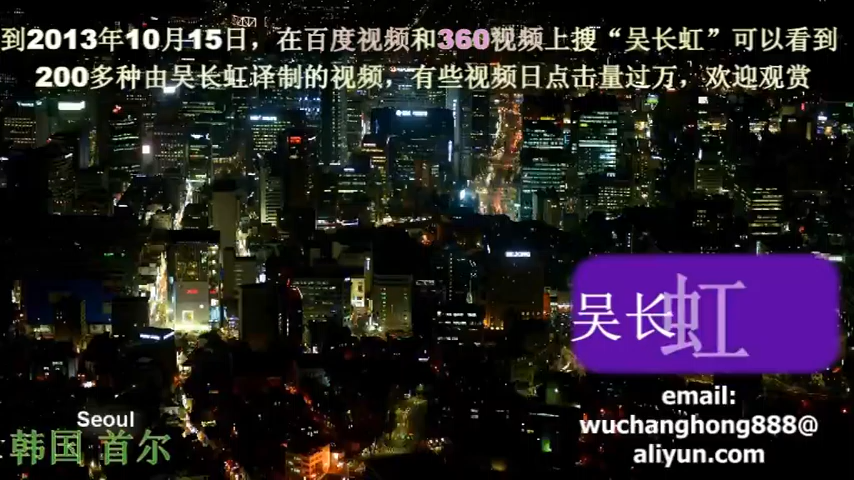 到2013年10月15日，在百度视频和360视频上搜“吴长虹”可以看到
200多种由吴长虹译制的视频，有些视频日点击量过万，欢迎观赏
吴长虹
email:
wuchanghong888@
aliyun.com
Seoul
韩国 首尔